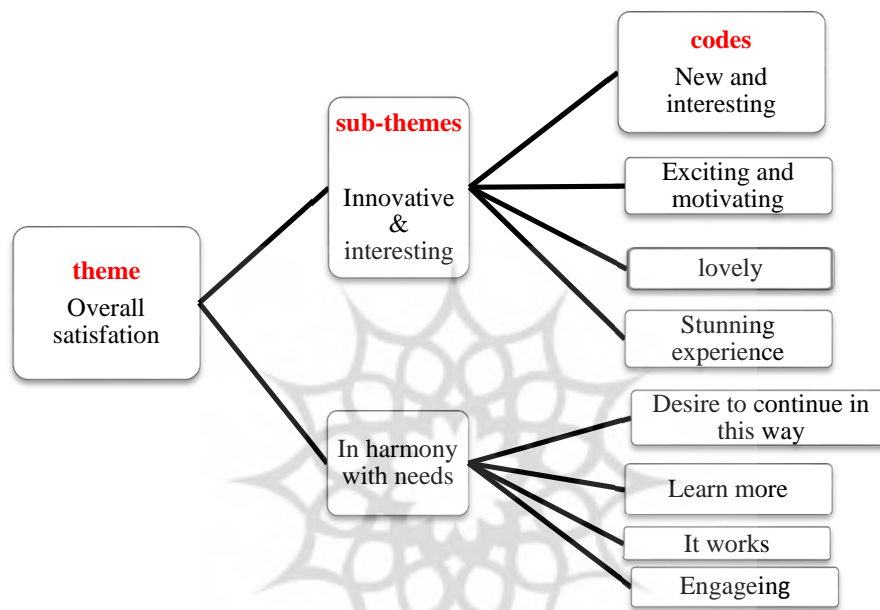 theme
Overall
satisfation
sub-themes
Innovative
&
interesting
In harmony
with needs
codes
New and
interesting
Exciting and
motivating
lovely
Stunning
experience
Desire to continue in
this way
Learn more
It works
Engageing